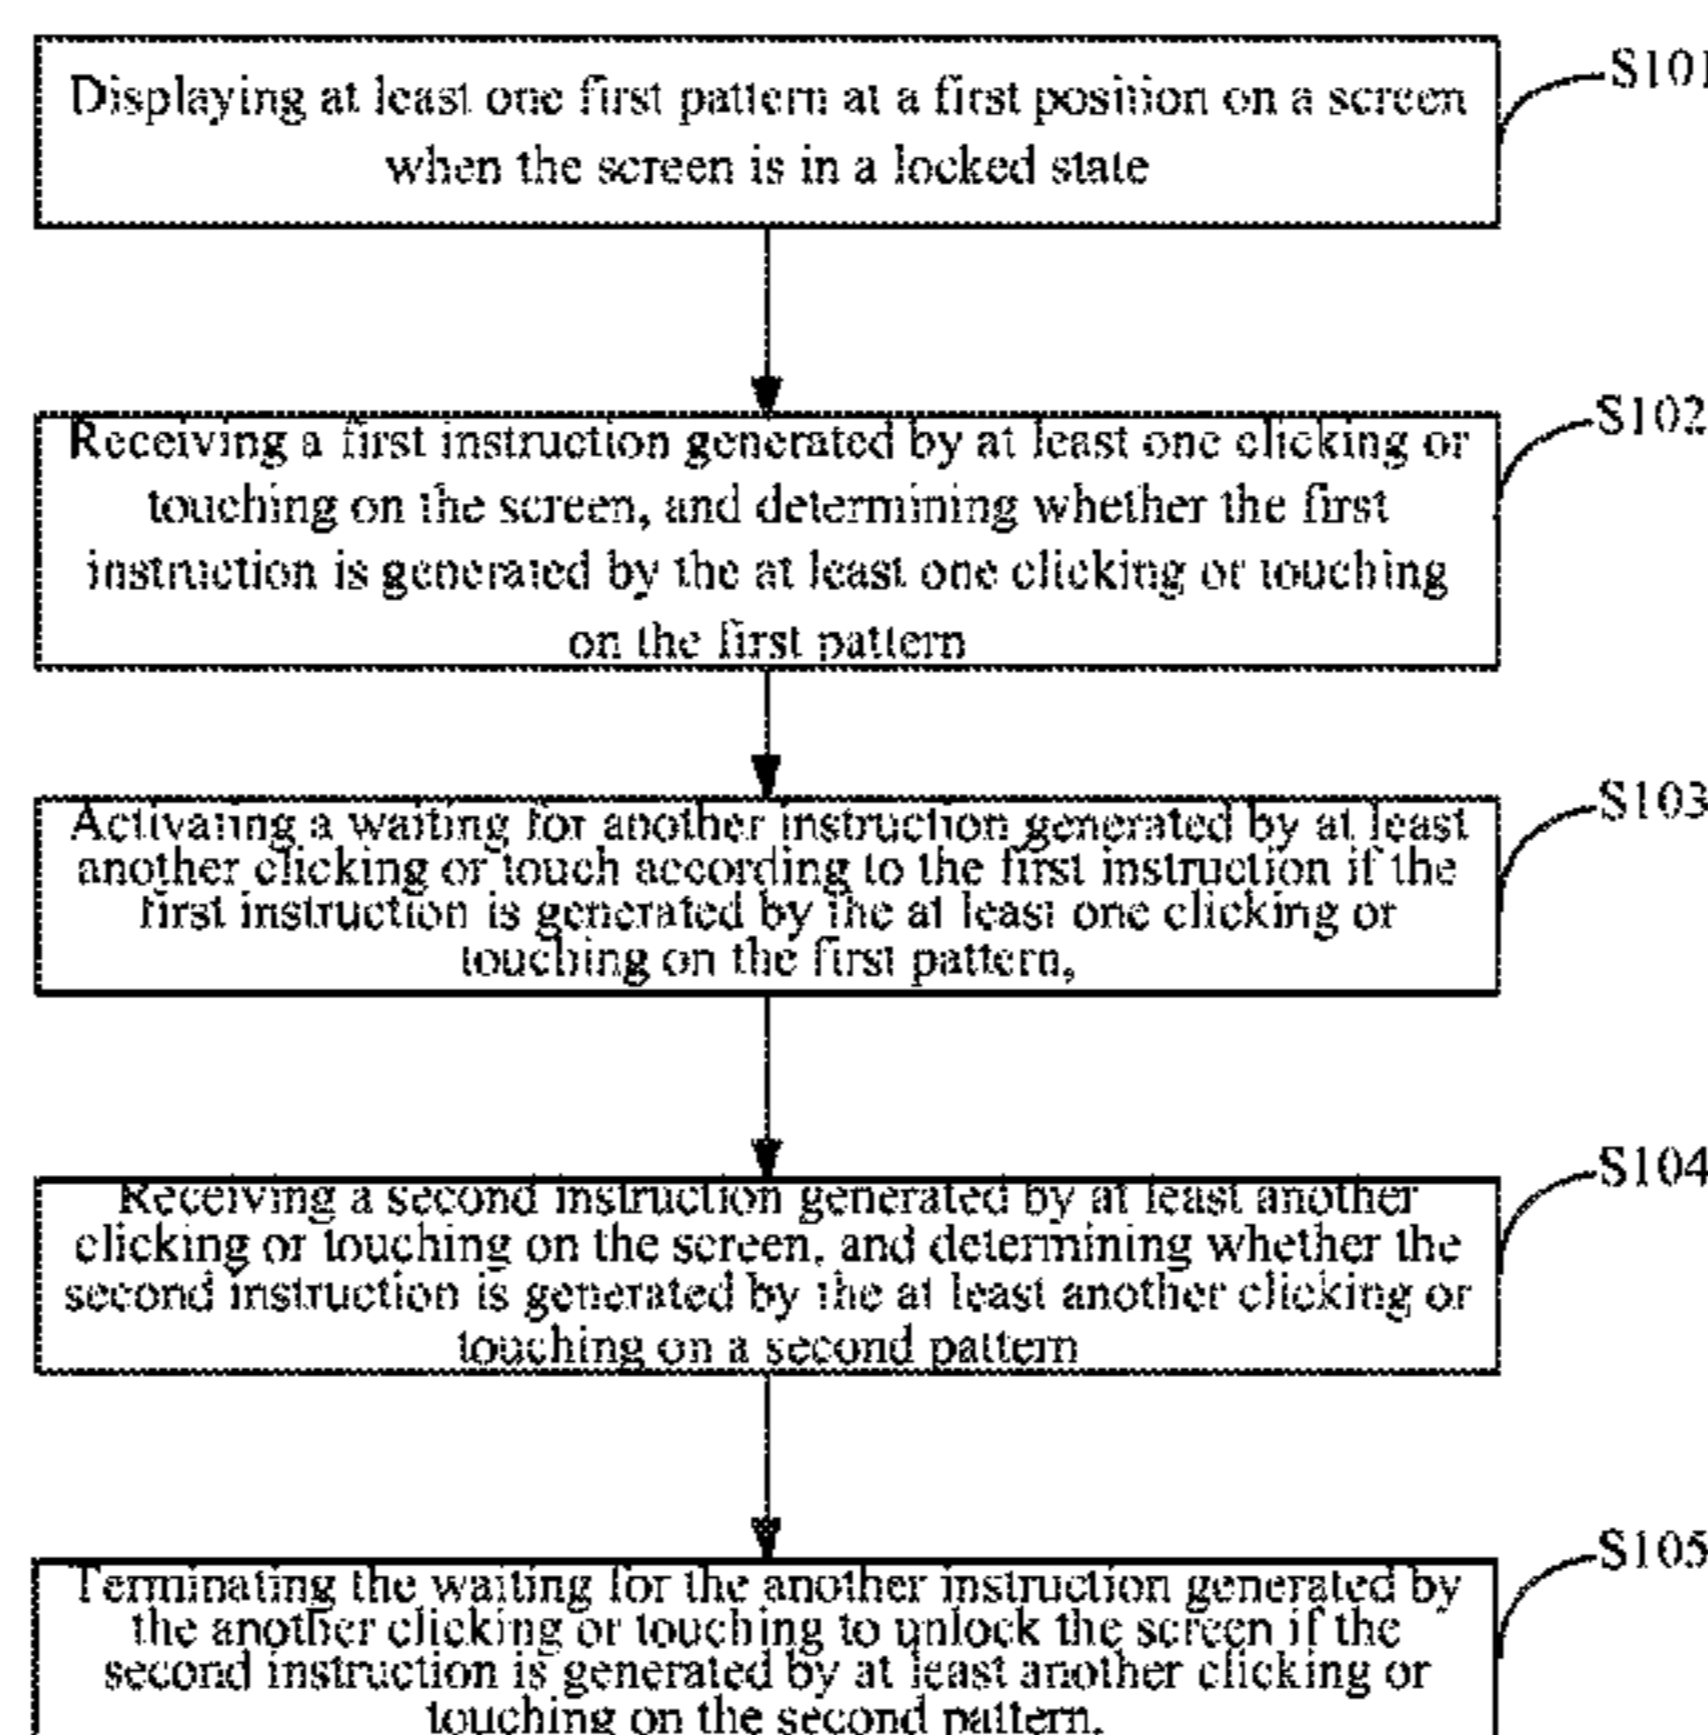 Displaying at least one first pattern at a first position on a screen
when the screen is in a locked state
S101
Receiving a first instruction generated by at least one clicking or
touching on the screen, and determining whether the first
instruction is generated by the at least one clicking or touching
on the first pattern
S102
Activating a waiting for another instruction generated by at least
another clicking or touch according to the first instruction if the
first instruction is generated by the at least one clicking or
touching on the first pattern,
S103
Receiving a second instruction generated by at least another
clicking or touching on the screen, and determining whether the
second instruction is generated by the at least another clicking or
touching on a second pattern
S104
Terminating the waiting for the another instruction generated by
the another clicking or touching to unlock the screen if the
second instruction is generated by at least another clicking or
touching on the second pattern.
S105